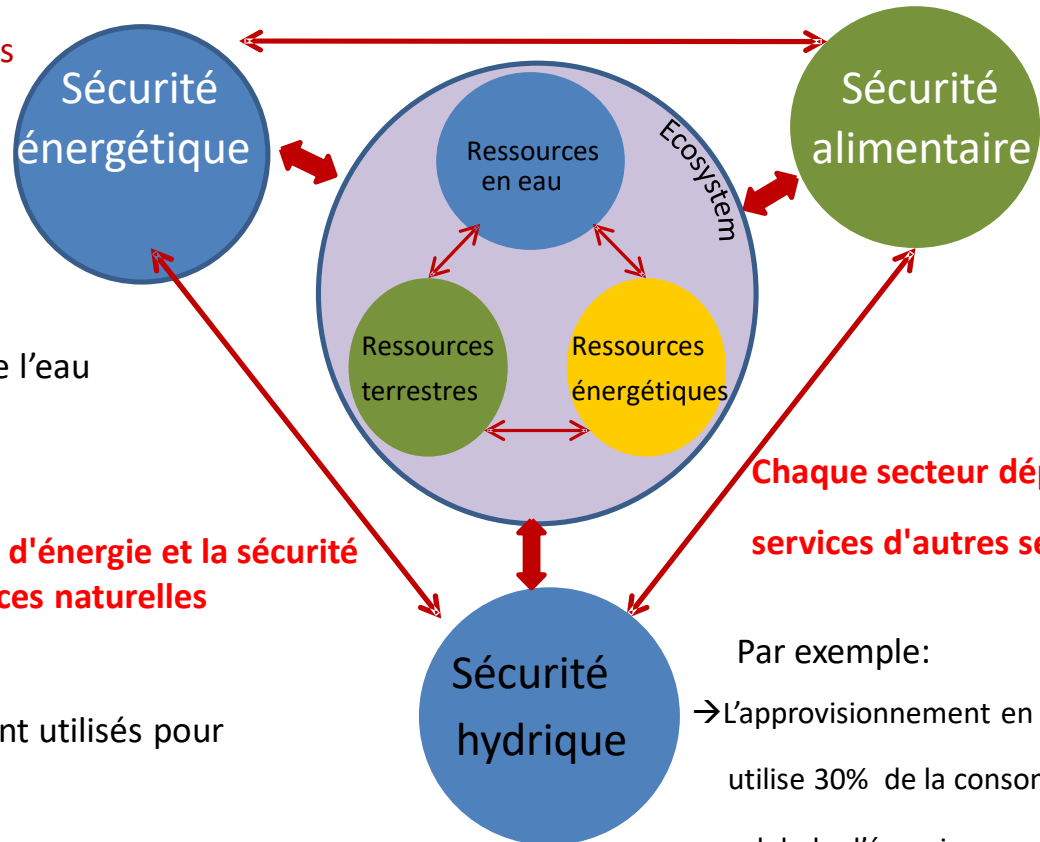 s
Sécurité
énergétique
Sécurité
alimentaire
Ecosystem
Ressources
en eau
Ressources
terrestres
Ressources
énergétiques
e l’eau
d'énergie et la sécurité
ces naturelles
Chaque secteur dép
services d'autres se
Sécurité
hydrique
nt utilisés pour
Par exemple:
→L’approvisionnement en
utilise 30% de la conson